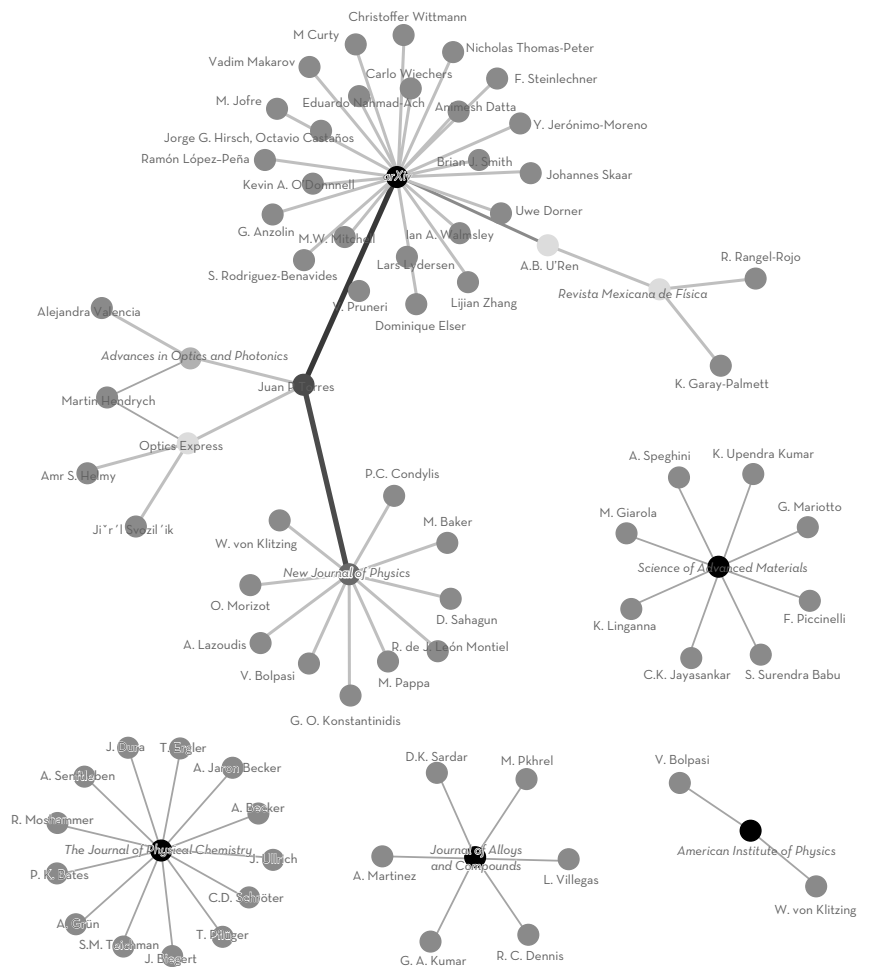 Christoffer Wittmann
M Curty
Nicholas Thomas-Peter
Vadim Makarov
Carlo Wiechers
F. Steinlechner
M. Jofre
Eduardo Nahmad-Ach
Animesh Datta
Y. Jerónimo-Moreno
Jorge G. Hirsch, Octavio Castaños
Ramón López-Peña
Brian J. Smith
arXiv
Johannes Skaar
Kevin A. O'Donnnell
Uwe Dorner
G. Anzolin
M.W. Mitchell
Ian A. Walmsley
A.B. U'Ren
R. Rangel-Rojo
S. Rodriguez-Benavides
Lars Lydersen
Revista Mexicana de Física
V. Pruneri
Lijian Zhang
Dominique Elser
Alejandra Valencia
Advances in Optics and Photonics
Juan P. Torres
K. Garay-Palmett
Martin Hendrych
Optics Express
Amr S. Helmy
Jiˇr´l Svozil´ik
P.C. Condylis
A. Speghini
K. Upendra Kumar
W. von Klitzing
M. Baker
M. Giarola
G. Mariotto
New Journal of Physics
Science of Advanced Materials
O. Morizot
D. Sahagun
K. Linganna
F. Piccinelli
A. Lazoudis
R. de J. León Montiel
V. Bolpasi
M. Pappa
C.K. Jayasankar
S. Surendra Babu
G. O. Konstantinidis
J. Dura
T. Ergler
D.K. Sardar
M. Pkhrel
V. Bolpasi
A. Senftleben
A. Jaron Becker
R. Moshammer
A. Becker
The Journal of Physical Chemistry
Journal of Alloys
and Compounds
American Institute of Physics
J. Ullrich
P. K. Bates
A. Martinez
L. Villegas
C.D. Schröter
W. von Klitzing
A. Grün
T. Pflüger
S.M. Teichman
J. Biegert
G. A. Kumar
R. C. Dennis